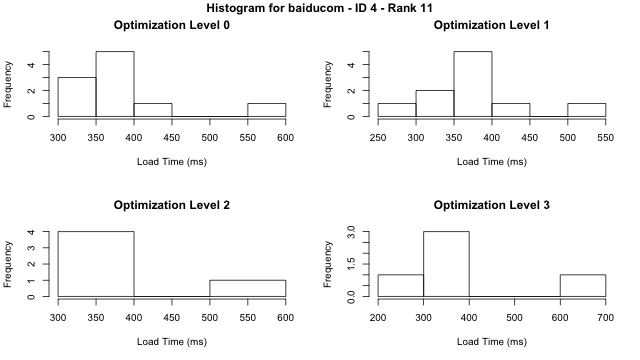 Histogram for baiducom - ID 4 - Rank 11
Optimization Level 0
Frequency
0 2 4
300 350 400 450 500 550 600
Load Time (ms)
Optimization Level 1
Frequency
0 2 4
250 300 350 400 450 500 550
Load Time (ms)
Optimization Level 2
Frequency
0 1 2 3 4
300 350 400 450 500 550 600
Load Time (ms)
Optimization Level 3
Frequency
0.0 1.5 3.0
200 300 400 500 600 700
Load Time (ms)